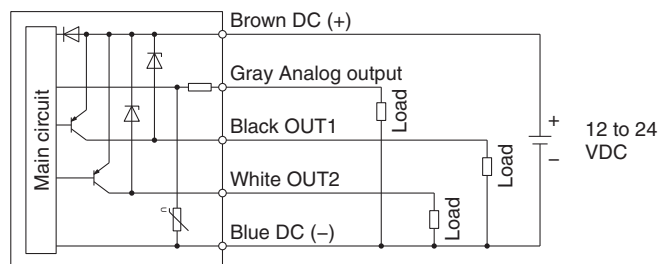 Brown DC (+)
Gray Analog output
Black OUT1
White OUT2
Blue DC (−)
Main circuit
Load
Load
Load
+
−
12 to 24
VDC
U